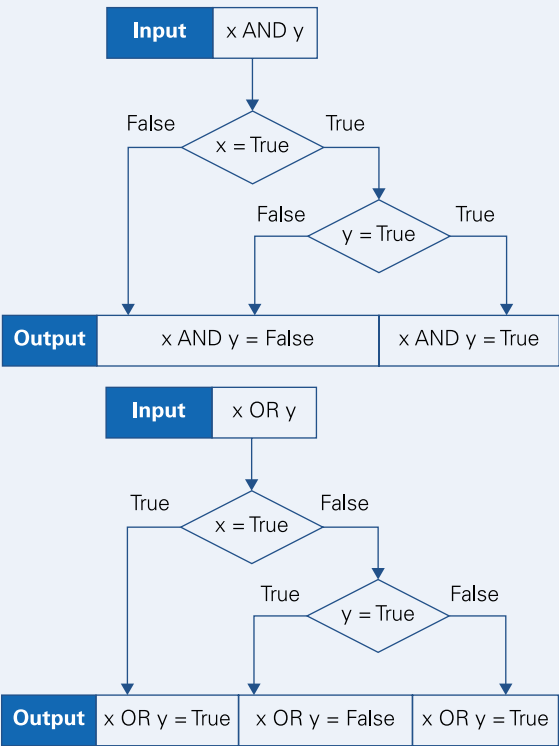 Input x AND y
False True
x = True
False True
y = True
Output x AND y = False x AND y = True
Input x OR y
True False
x = True
True False
y = True
Output x OR y = True x OR y = False x OR y = True